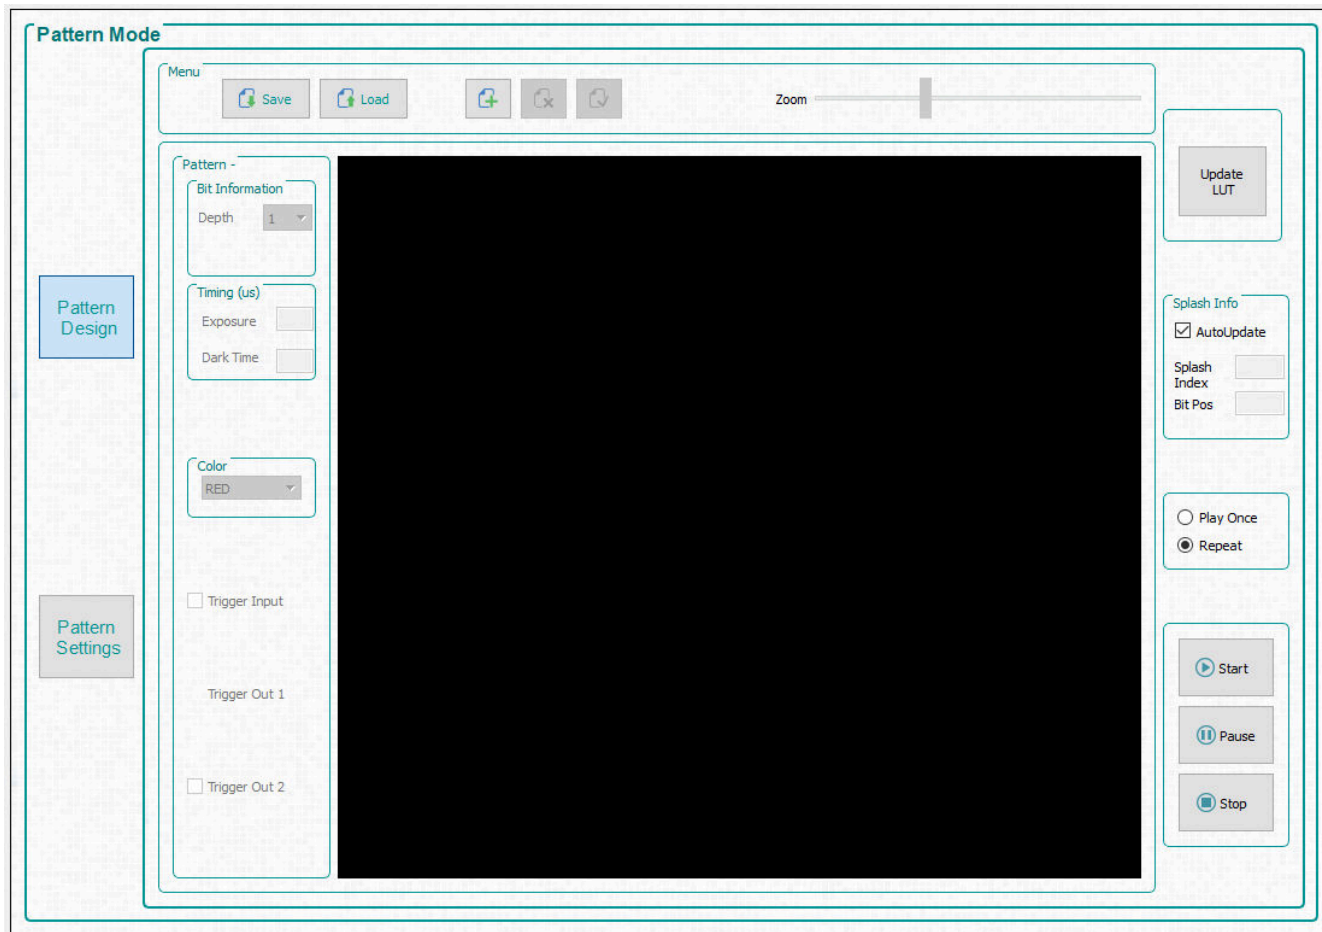 Pattern Mode
Menu
Save
Load
Zoom
Pattern -
Bit Information
Depth
1
Timing (us)
Exposure
Dark Time
Color
RED
Trigger Input
Trigger Out 1
Trigger Out 2
Pattern
Design
Pattern
Settings
Update
LUT
Splash Info
AutoUpdate
Splash
Index
Bit Pos
Play Once
Repeat
Start
Pause
Stop